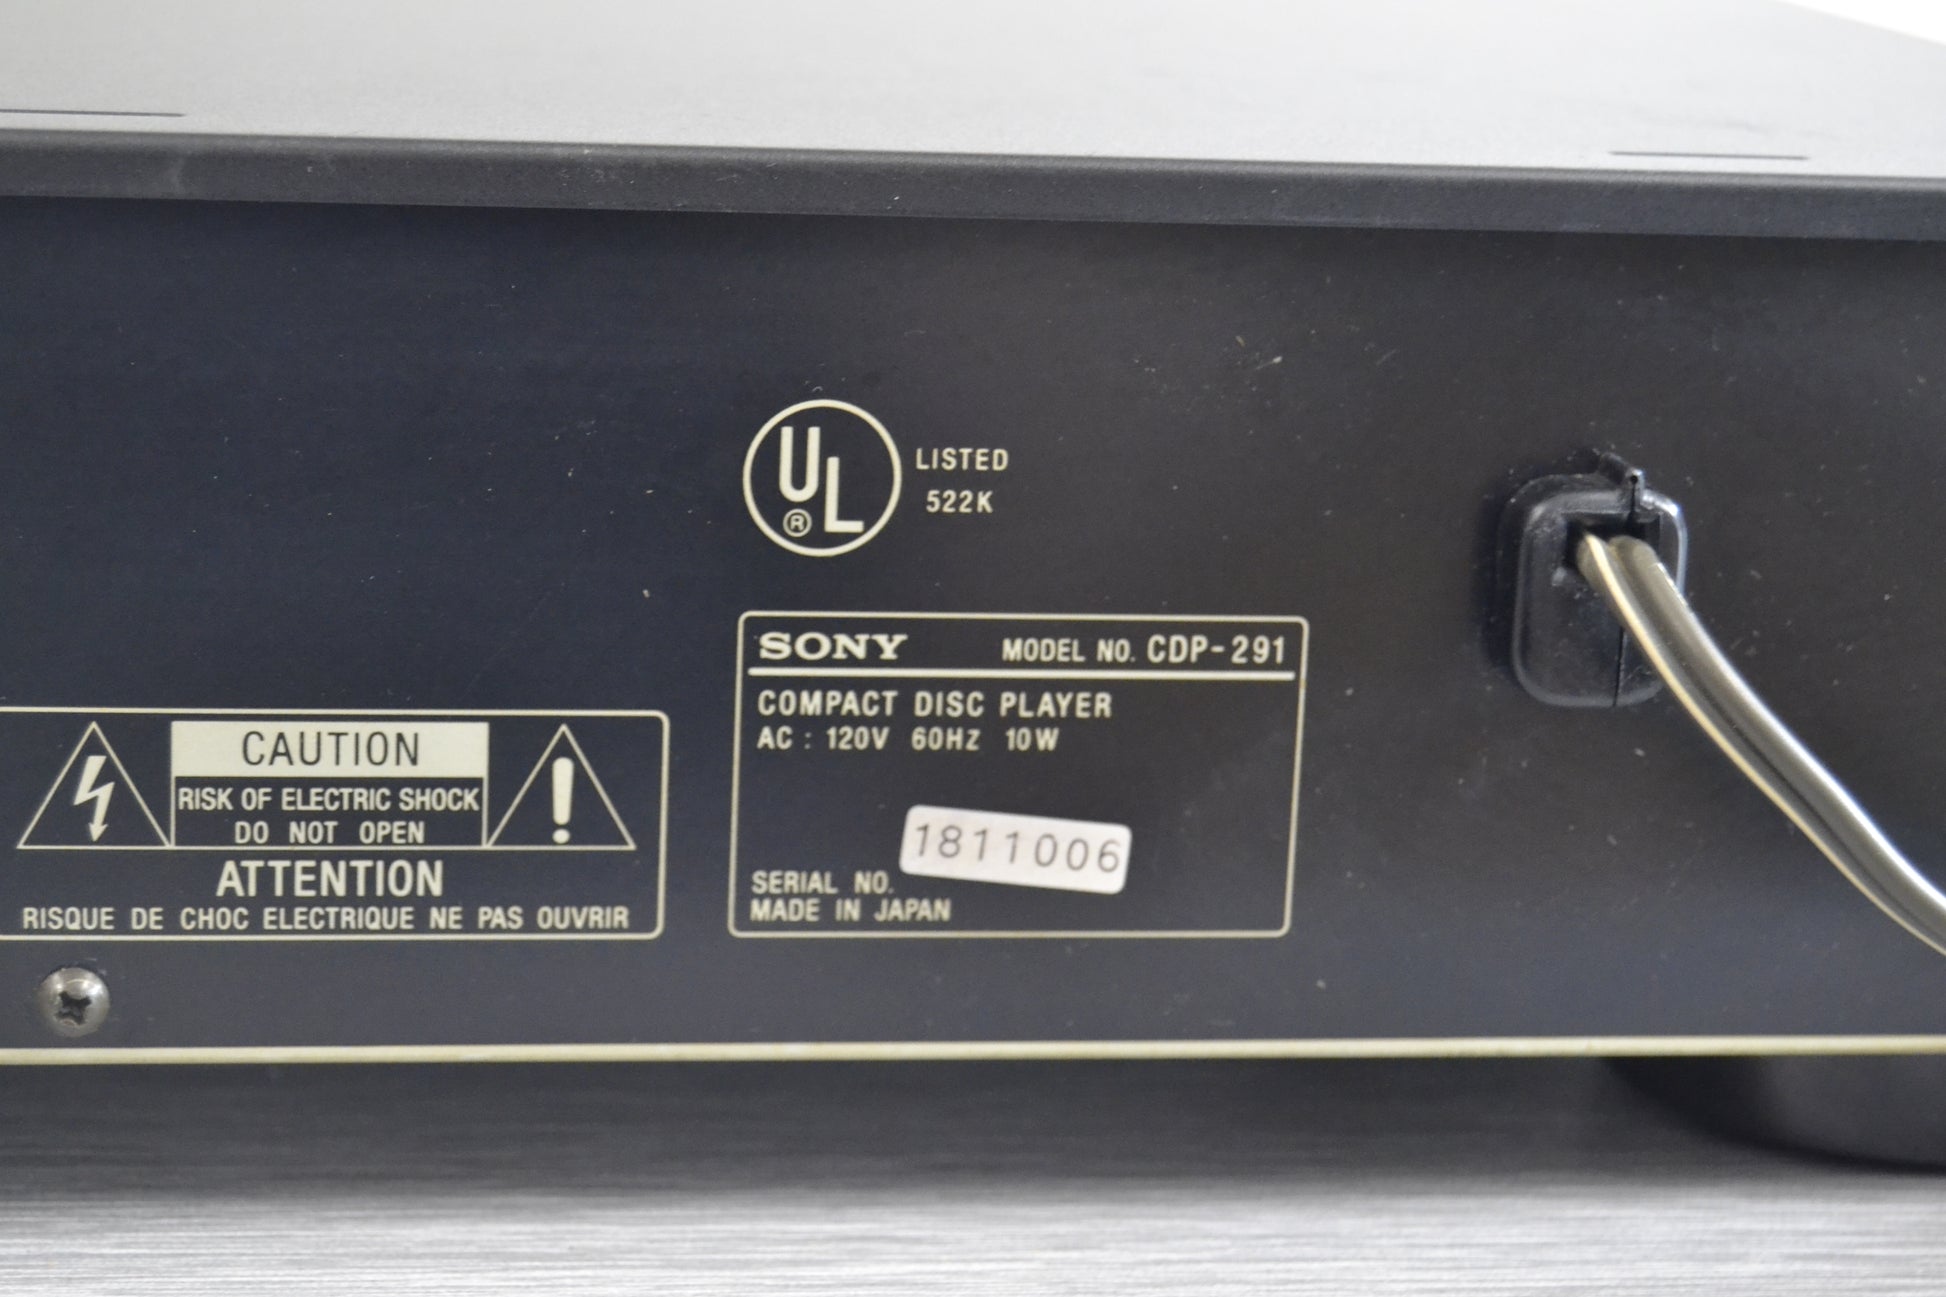 UL®
LISTED
522K
SONY MODEL NO. CDP-291
COMPACT DISC PLAYER
AC : 120V 60HZ 10W
1811006
SERIAL NO.
MADE IN JAPAN
CAUTION
RISK OF ELECTRIC SHOCK
DO NOT OPEN
ATTENTION
RISQUE DE CHOC ELECTRIQUE NE PAS OUVRIR